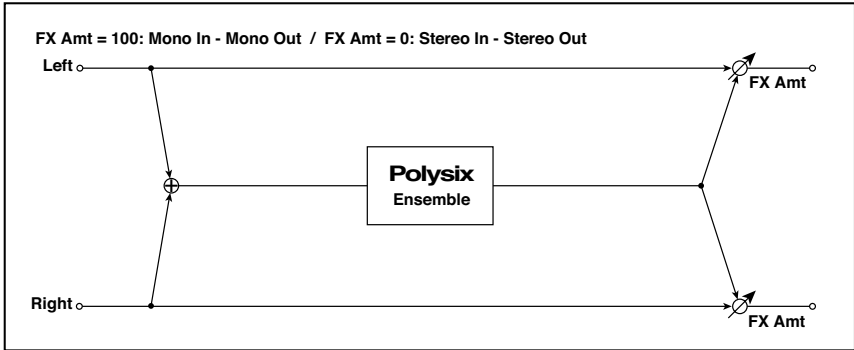 FX Amt = 100: Mono In - Mono Out / FX Amt = 0: Stereo In - Stereo Out
Left
FX Amt
Polysix
Ensemble
Right
FX Amt